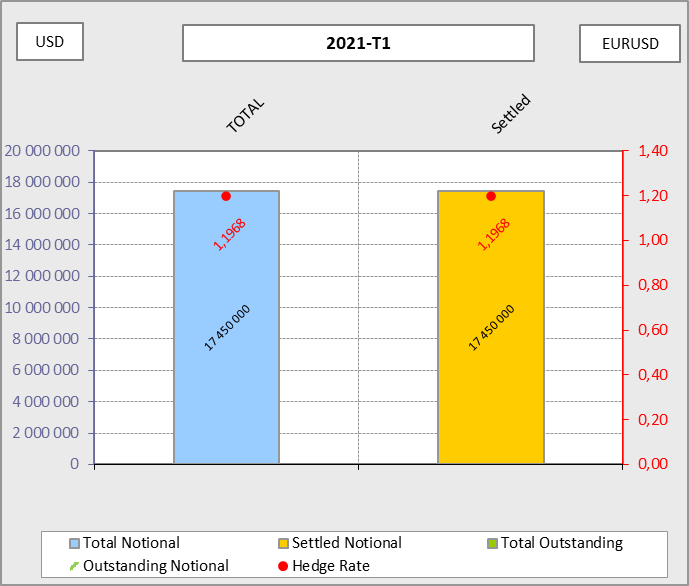 USD
2021-T1
EURUSD
TOTAL
Settled
20 000 000
18 000 000
16 000 000
14 000 000
12 000 000
10 000 000
8 000 000
6 000 000
4 000 000
2 000 000
0
1,1968
17 450 000
1,1968
17 450 000
1,40
1,20
1,00
0,80
0,60
0,40
0,20
0,00
Total Notional
Settled Notional
Total Outstanding
Outstanding Notional
Hedge Rate